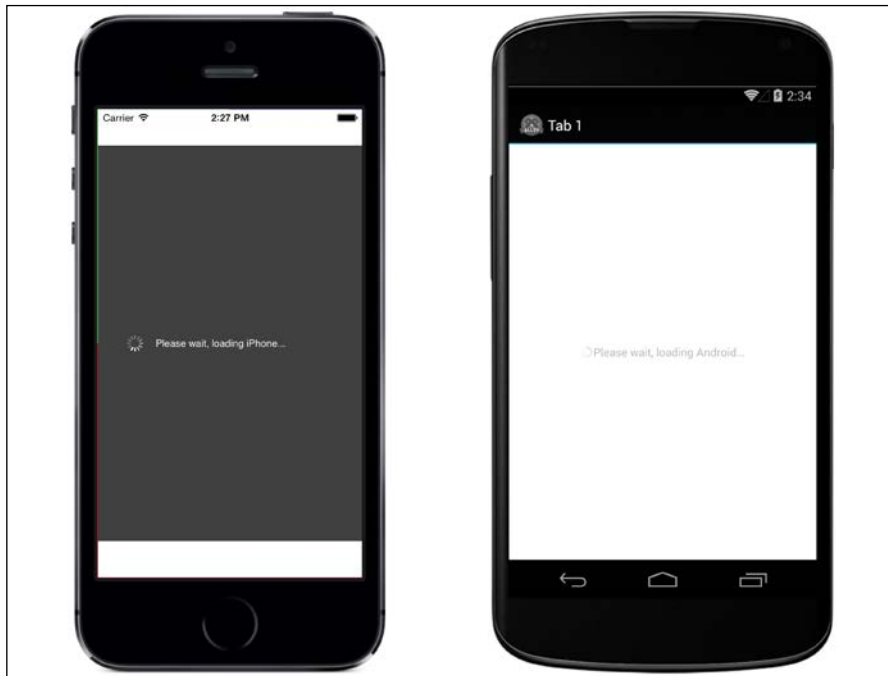 Carrier 2:27 PM
Please wait, loading iPhone...
2:34
Tab 1
Please wait, loading Android...